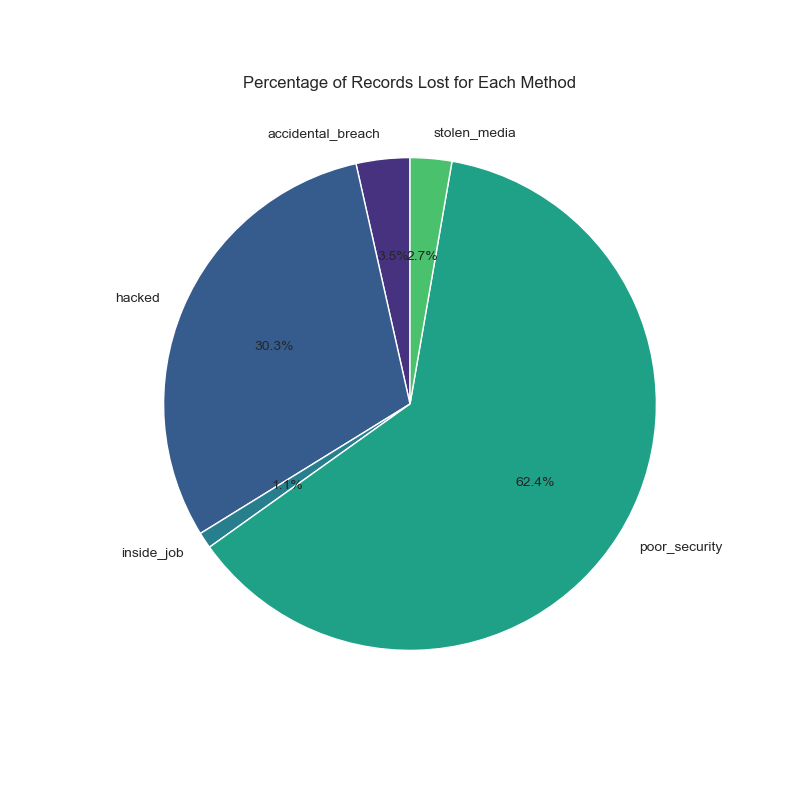 Percentage of Records Lost for Each Method
accidental_breach
stolen_media
3.5%
2.7%
hacked
30.3%
62.4%
1.1%
inside_job
poor_security